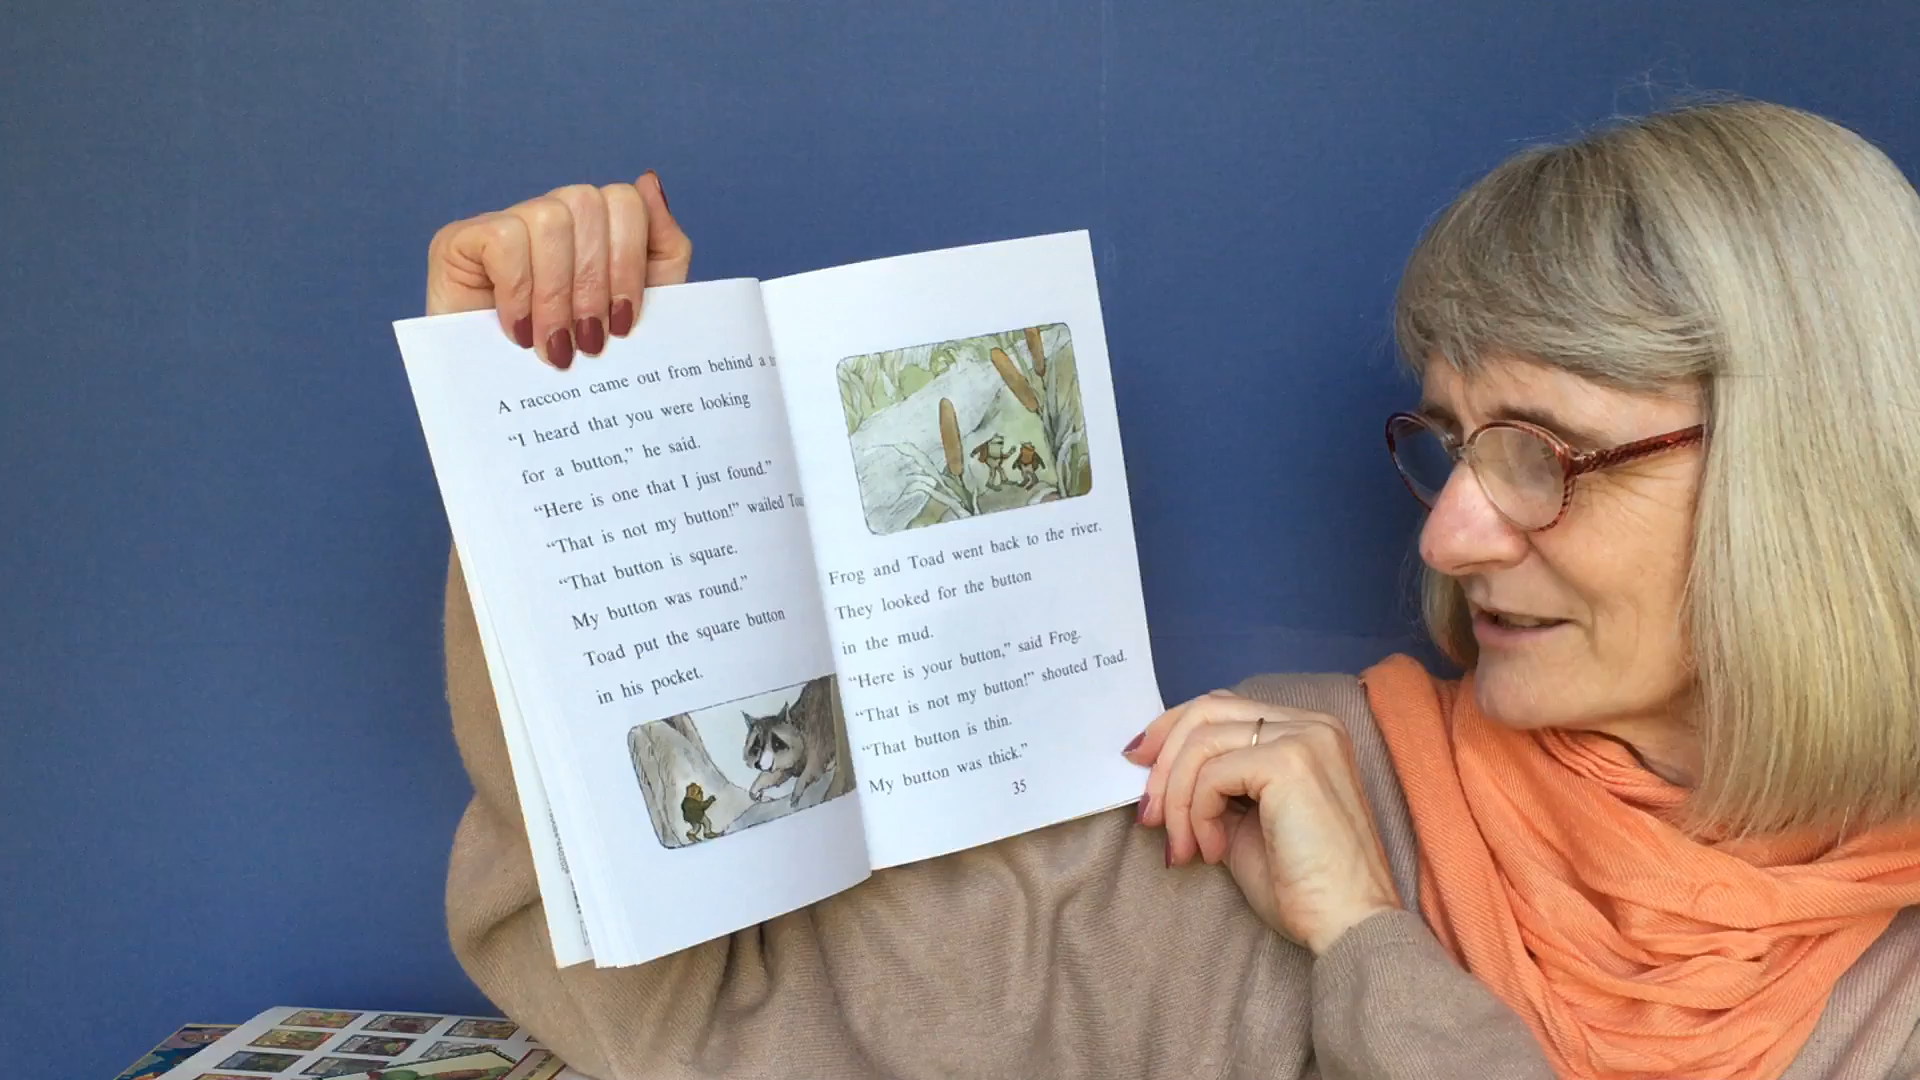 A raccoon came out from behind a
“I heard that you were looking
for a button,” he said.
“Here is one that I just found.”
“That is not my button!” wailed
“That button is square.
My button was round.”
Toad put the square button
in his pocket.
Frog and Toad went back to the river.
They looked for the button
in the mud.
“Here is your button,” said Frog.
“That is not my button!” shouted Toad.
“That button is thin.
My button was thick.”
35